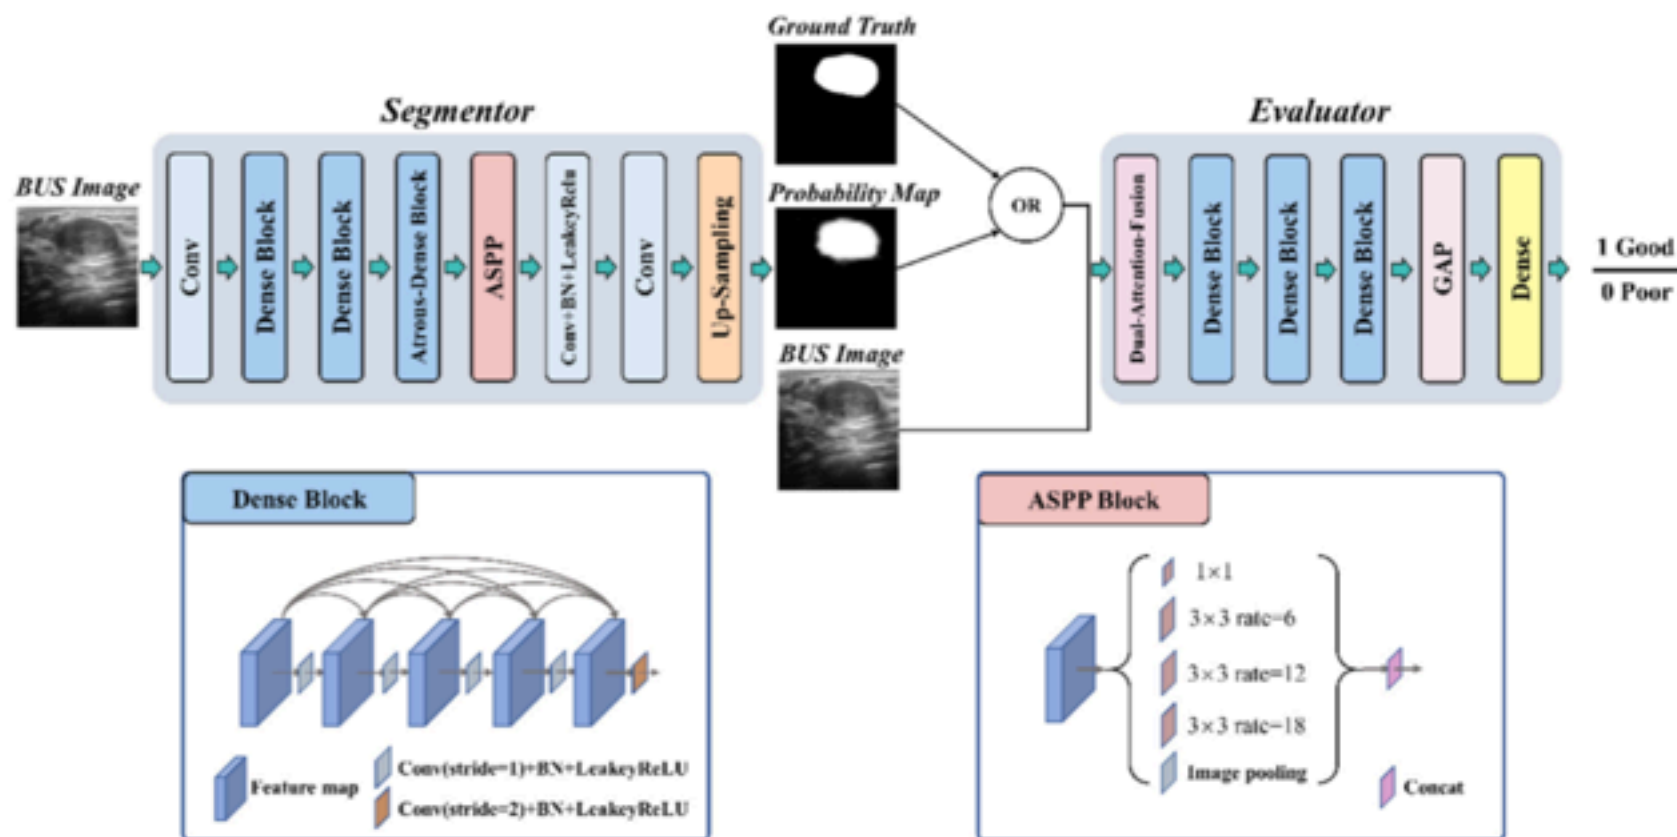 Ground Truth
Segmentor
Evaluator
BUS Image
Probability Map
OR
Conv
Dense Block
Dense Block
Atrous-Dense Block
ASPP
Conv+BN+LeakeyRelu
Conv
Up-Sampling
Dual-Attention-Fusion
Dense Block
Dense Block
Dense Block
GAP
Dense
1 Good
0 Poor
BUS Image
Dense Block
Feature map
Conv(stride=1)+BN+LeakeyReLU
Conv(stride=2)+BN+LeakeyReLU
ASPP Block
1×1
3×3 rate=6
3×3 rate=12
3×3 rate=18
Image pooling
Concat